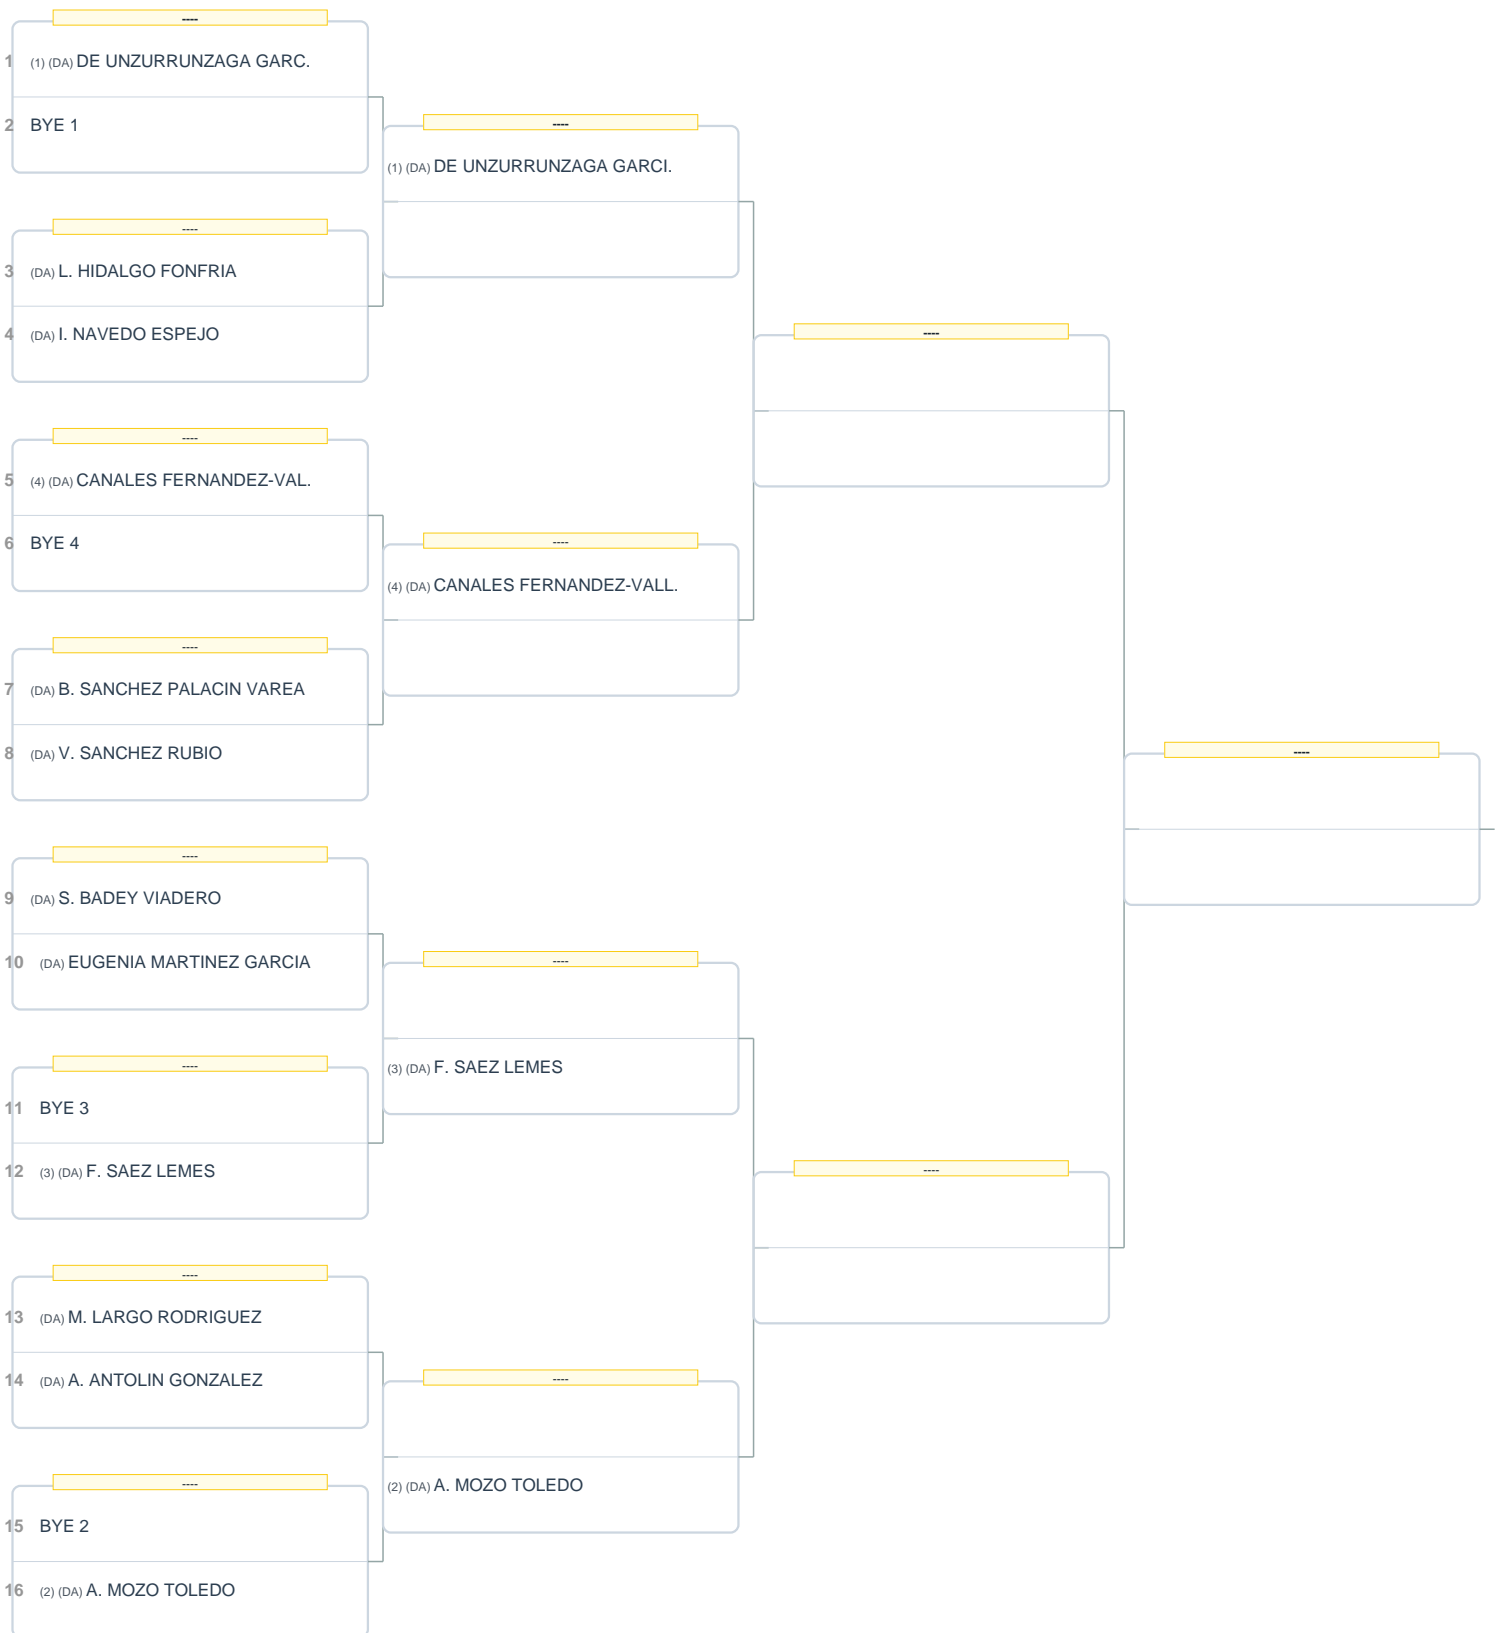 ----
1 (1) (DA) DE UNZURRUNZAGA GARC.
2 BYE 1
----
3 (DA) L. HIDALGO FONFRIA
4 (DA) I. NAVEDO ESPEJO
----
5 (4) (DA) CANALES FERNANDEZ-VAL.
6 BYE 4
----
7 (DA) B. SANCHEZ PALACIN VAREA
8 (DA) V. SANCHEZ RUBIO
----
9 (DA) S. BADEY VIADERO
10 (DA) EUGENIA MARTINEZ GARCIA
----
11 BYE 3
12 (3) (DA) F. SAEZ LEMES
----
13 (DA) M. LARGO RODRIGUEZ
14 (DA) A. ANTOLIN GONZALEZ
----
15 BYE 2
16 (2) (DA) A. MOZO TOLEDO
----
(1) (DA) DE UNZURRUNZAGA GARCI.
----
(4) (DA) CANALES FERNANDEZ-VALL.
----
(3) (DA) F. SAEZ LEMES
----
(2) (DA) A. MOZO TOLEDO
----
----
----